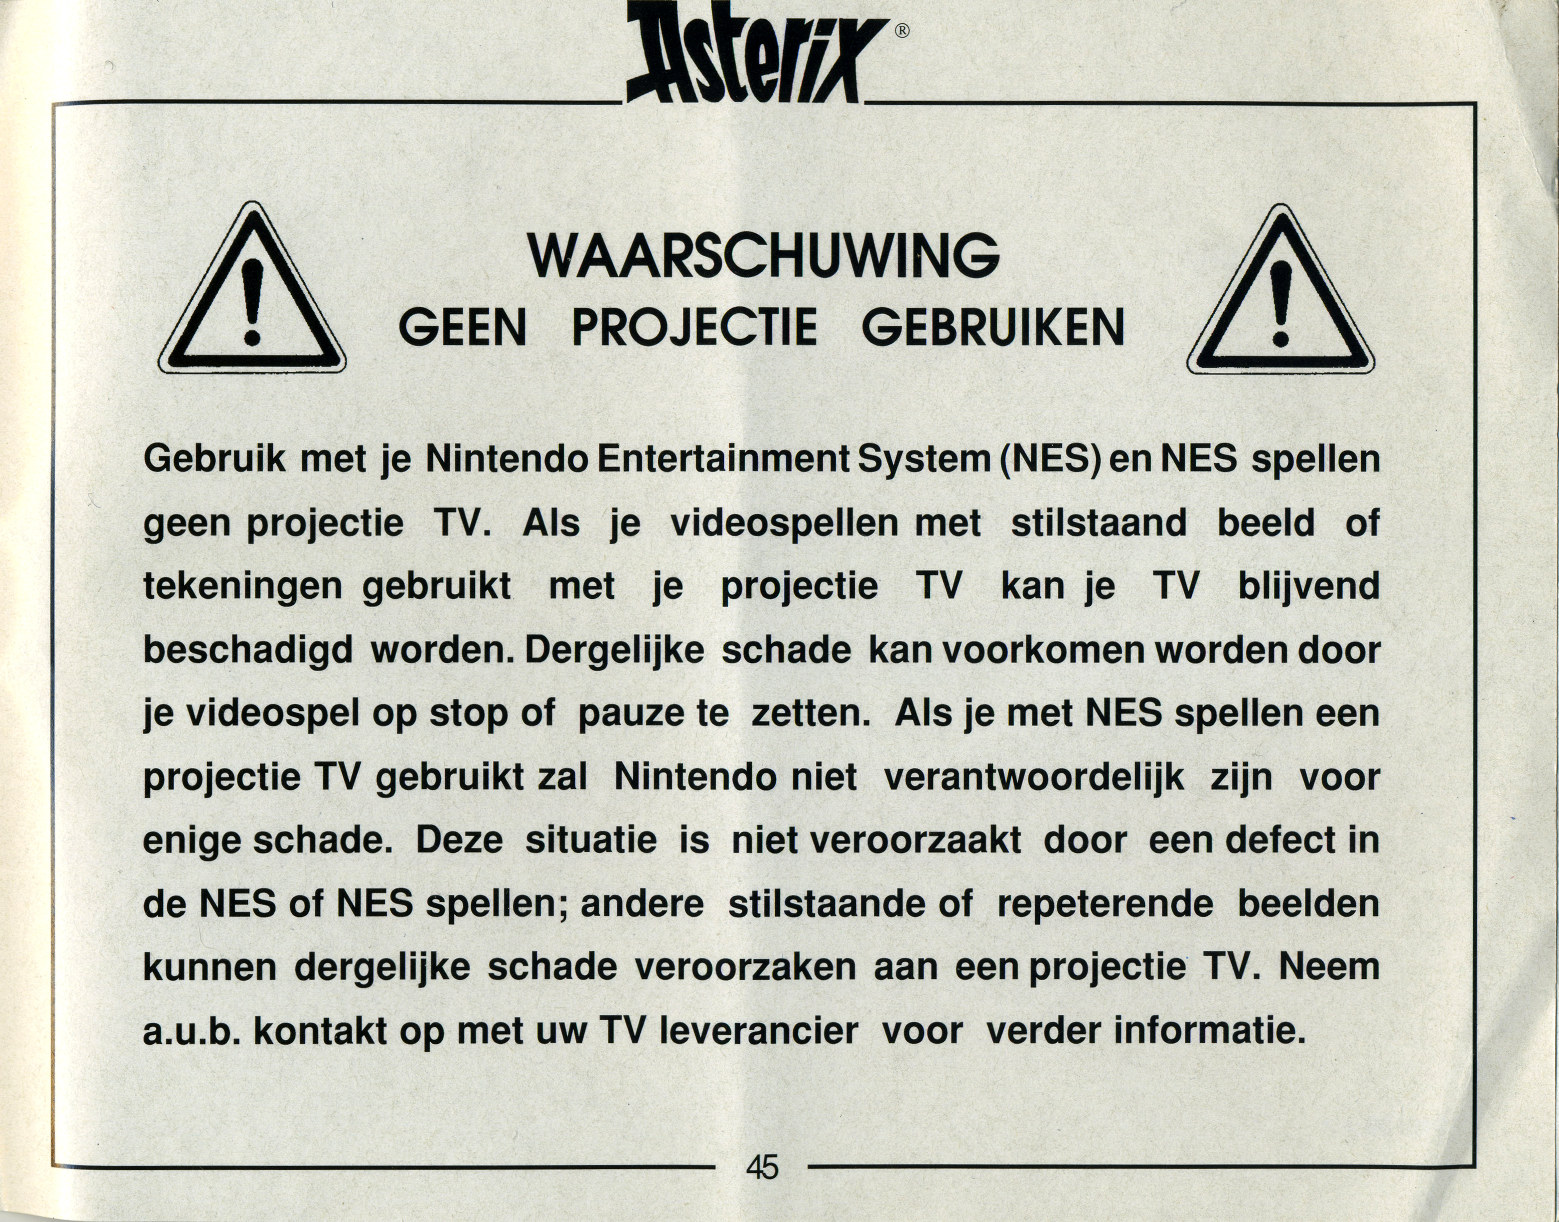 Asterix®
WAARSCHUWING
GEEN PROJECTIE GEBRUIKEN
Gebruik met je Nintendo Entertainment System (NES) en NES spellen
geen projectie TV. Als je videospellen met stilstaand beeld of
tekeningen gebruikt met je projectie TV kan je TV blijvend
beschadigd worden. Dergelijke schade kan voorkomen worden door
je videospel op stop of pauze te zetten. Als je met NES spellen een
projectie TV gebruikt zal Nintendo niet verantwoordelijk zijn voor
enige schade. Deze situatie is niet veroorzaakt door een defect in
de NES of NES spellen; andere stilstaande of repeterende beelden
kunnen dergelijke schade veroorzaken aan een projectie TV. Neem
a.u.b. kontakt op met uw TV leverancier voor verder informatie.
45